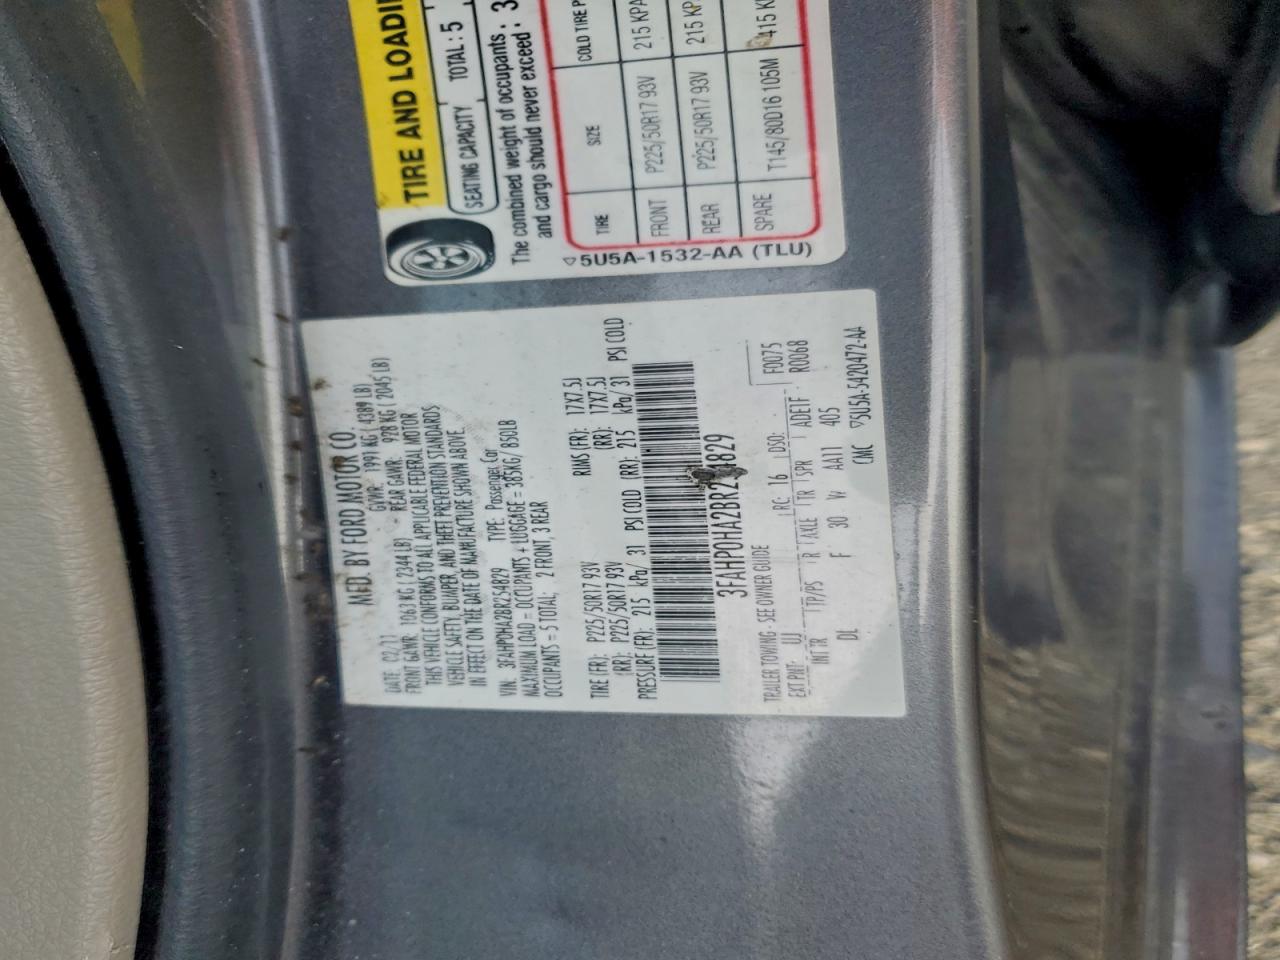 TIRE AND LOADI
SEATING CAPACITY TOTAL : 5
The combined weight of occupants
and cargo should never exceed : 3
TIRE SIZE COLD TIRE P
FRONT P225/50R17 93V 215 KPA
REAR P225/50R17 93V 215 KP
SPARE T145/80D16 105M 415 K
5U5A-1532-AA (TLU)
MFD. BY FORD MOTOR CO.
DATE: 02/11 GVWR: 1991 KG( 4389 LB)
FRONT GAWR: 1063 KG ( 2344 LB) REAR GAWR: 928 KG ( 2045 LB)
THIS VEHICLE CONFORMS TO ALL APPLICABLE FEDERAL MOTOR
VEHICLE SAFETY, BUMPER, AND THEFT PREVENTION STANDARDS
IN EFFECT ON THE DATE OF MANUFACTURE SHOWN ABOVE.
VIN: 3FAHP0HA2BR254829 TYPE: Passenger Car
MAXIMUM LOAD = OCCUPANTS + LUGGAGE = 385KG/ 850LB
OCCUPANTS = 5 TOTAL; 2 FRONT, 3 REAR
TIRE (FR): P225/50R17 93V RIMS (FR): 17X7.5J
(RR): P225/50R17 93V (RR): 17X7.5J
PRESSURE (FR): 215 kPa/ 31 PSI COLD (RR): 215 kPa/ 31 PSI COLD
3FAHP0HA2BR2 829
TRAILER TOWING - SEE OWNER GUIDE F0075
EXT PNT: UJ RC: 16 DSO: R0068
INT TR TP/PS R AXLE TR SPR ADEIF
DL F 30 W AA11 405
CMC 5U5A-5420472-AA